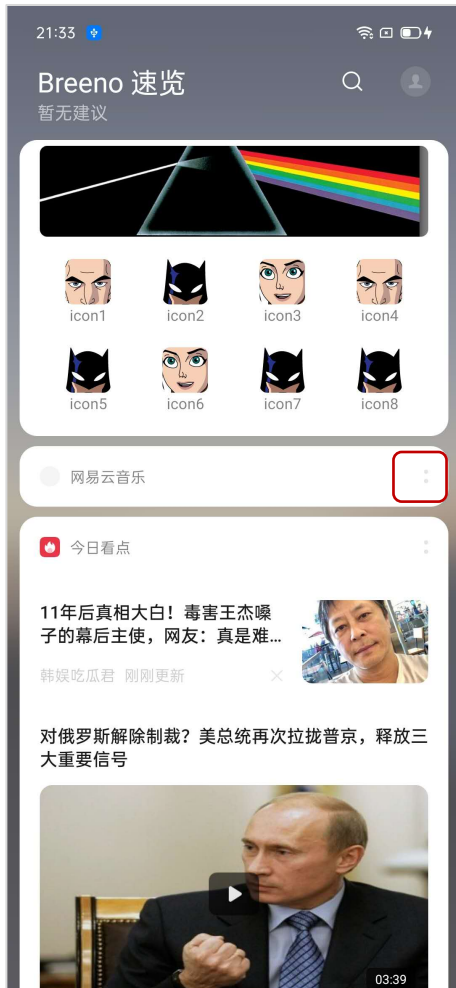 21:33
Breeno 速览
暂无建议
icon1 icon2 icon3 icon4
icon5 icon6 icon7 icon8
网易云音乐
今日看点
11年后真相大白！毒害王杰嗓
子的幕后主使，网友：真是难...
韩娱吃瓜君 刚刚更新
对俄罗斯解除制裁？美总统再次拉拢普京，释放三
大重要信号
03:39